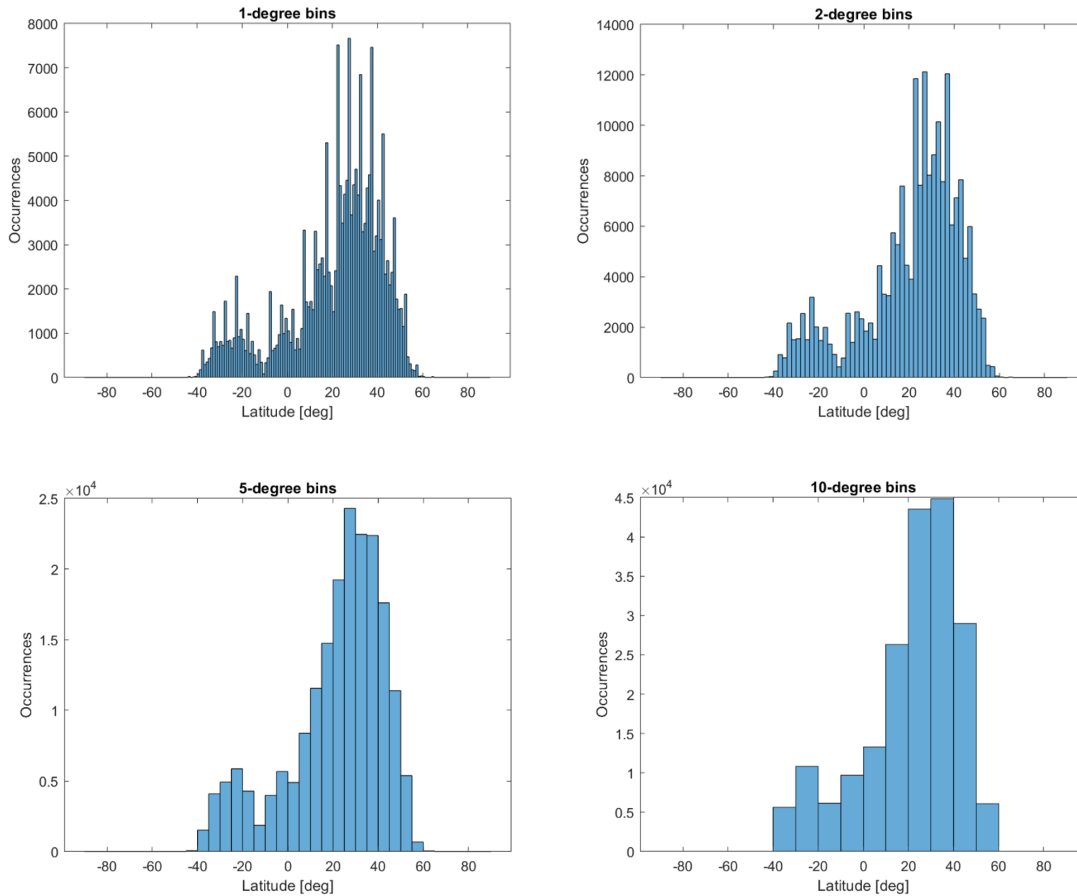 1-degree bins
8000
7000
6000
5000
4000
3000
2000
1000
0
Occurrences
-80 -60 -40 -20 0 20 40 60 80
Latitude [deg]
2-degree bins
14000
12000
10000
8000
6000
4000
2000
0
Occurrences
-80 -60 -40 -20 0 20 40 60 80
Latitude [deg]
5-degree bins
×10⁴
2.5
2
1.5
1
0.5
0
Occurrences
-80 -60 -40 -20 0 20 40 60 80
Latitude [deg]
10-degree bins
×10⁴
4.5
4
3.5
3
2.5
2
1.5
1
0.5
0
Occurrences
-80 -60 -40 -20 0 20 40 60 80
Latitude [deg]